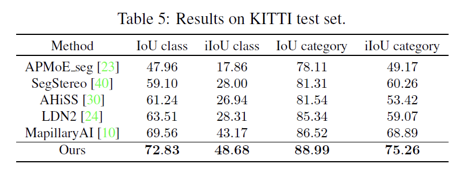 Table 5: Results on KITTI test set.
Method IoU class iIoU class IoU category iIoU category
APMoE_seg [23] 47.96 17.86 78.11 49.17
SegStereo [40] 59.10 28.00 81.31 60.26
AHiSS [30] 61.24 26.94 81.54 53.42
LDN2 [24] 63.51 28.31 85.34 59.07
MapillaryAI [10] 69.56 43.17 86.52 68.89
Ours 72.83 48.68 88.99 75.26